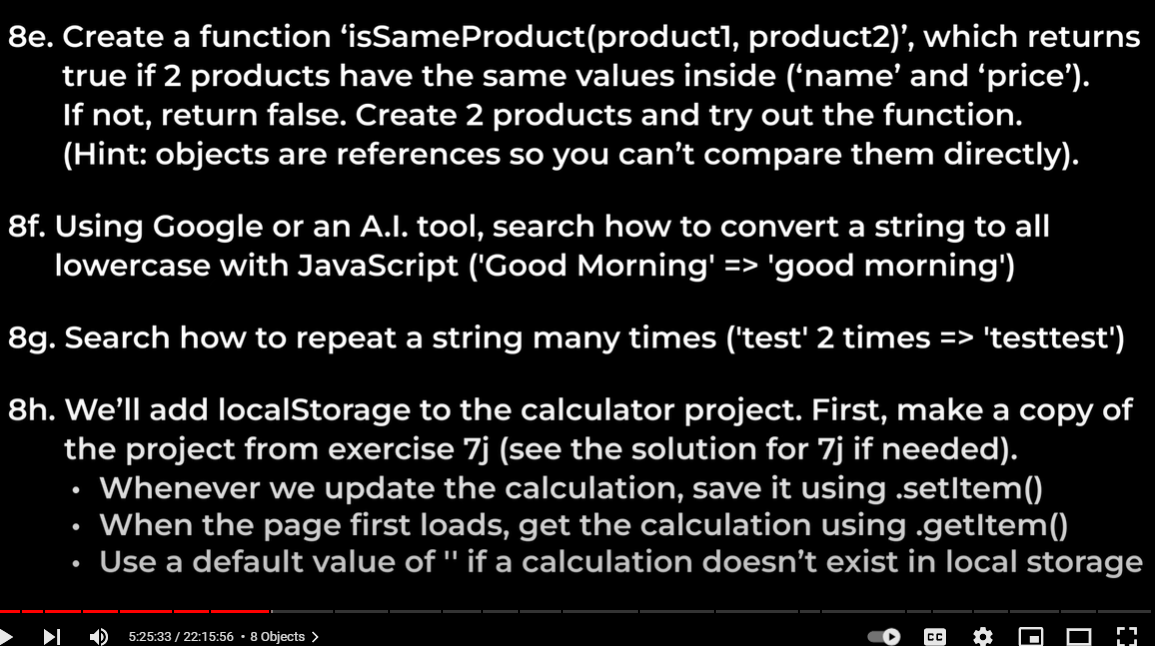 8e. Create a function ‘isSameProduct(product1, product2)’, which returns
true if 2 products have the same values inside (‘name’ and ‘price’).
If not, return false. Create 2 products and try out the function.
(Hint: objects are references so you can’t compare them directly).
8f. Using Google or an A.I. tool, search how to convert a string to all
lowercase with JavaScript ('Good Morning' => 'good morning')
8g. Search how to repeat a string many times ('test' 2 times => 'testtest')
8h. We’ll add localStorage to the calculator project. First, make a copy of
the project from exercise 7j (see the solution for 7j if needed).
• Whenever we update the calculation, save it using .setItem()
• When the page first loads, get the calculation using .getItem()
• Use a default value of '' if a calculation doesn’t exist in local storage
5:25:33 / 22:15:56 • 8 Objects >
CC